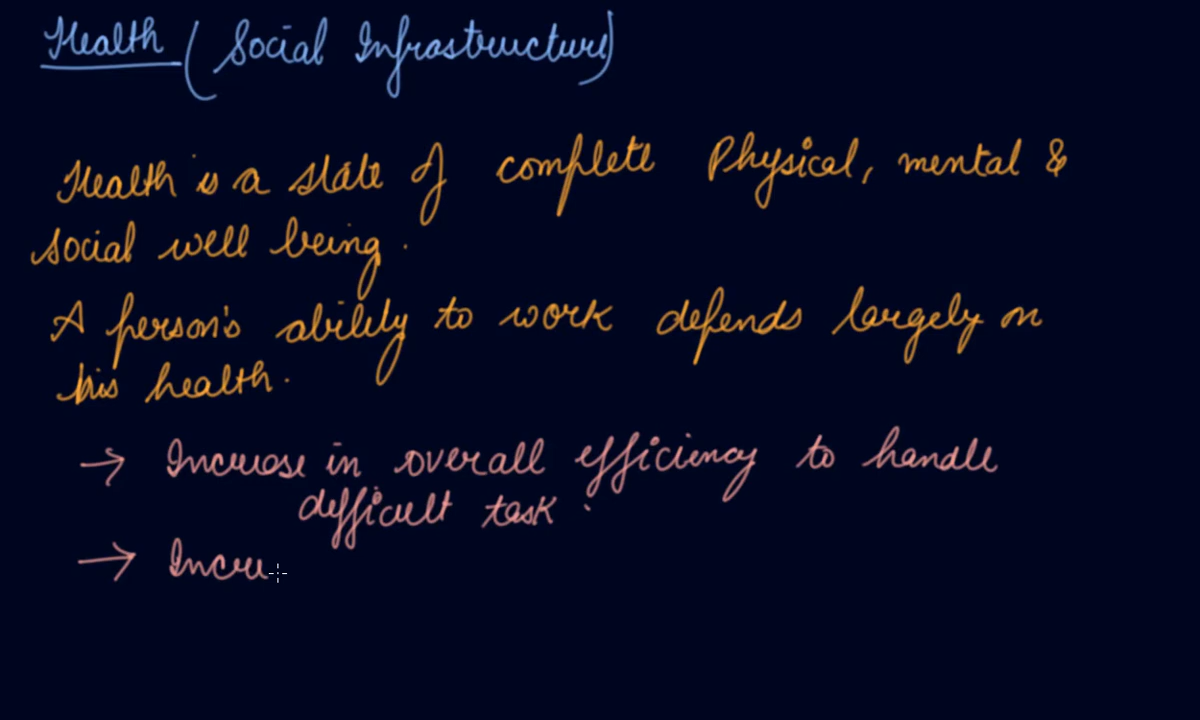 Health (Social Infrastructure)
Health is a state of complete Physical, mental &
social well being.
A person's ability to work depends largely on
his health.
→ Increase in overall efficiency to handle
difficult task.
→ Incre